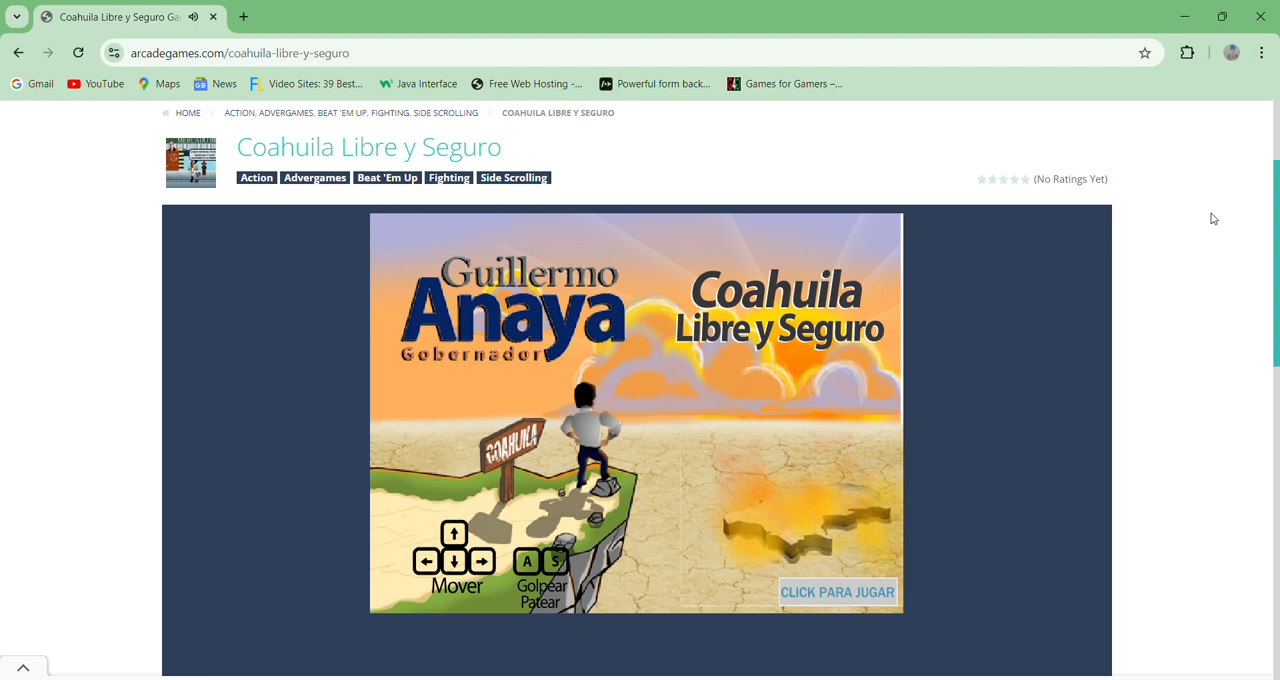 Coahuila Libre y Seguro Ga
arcadegames.com/coahuila-libre-y-seguro
Gmail YouTube Maps News Video Sites: 39 Best... Java Interface Free Web Hosting -... Powerful form back... Games for Gamers –...
HOME / ACTION, ADVERGAMES, BEAT 'EM UP, FIGHTING, SIDE SCROLLING / COAHUILA LIBRE Y SEGURO
Coahuila Libre y Seguro
Action Advergames Beat 'Em Up Fighting Side Scrolling
(No Ratings Yet)
Guillermo
Anaya
Gobernador
Coahuila
Libre y Seguro
COAHUILA
A S
Mover
Golpear
Patear
CLICK PARA JUGAR